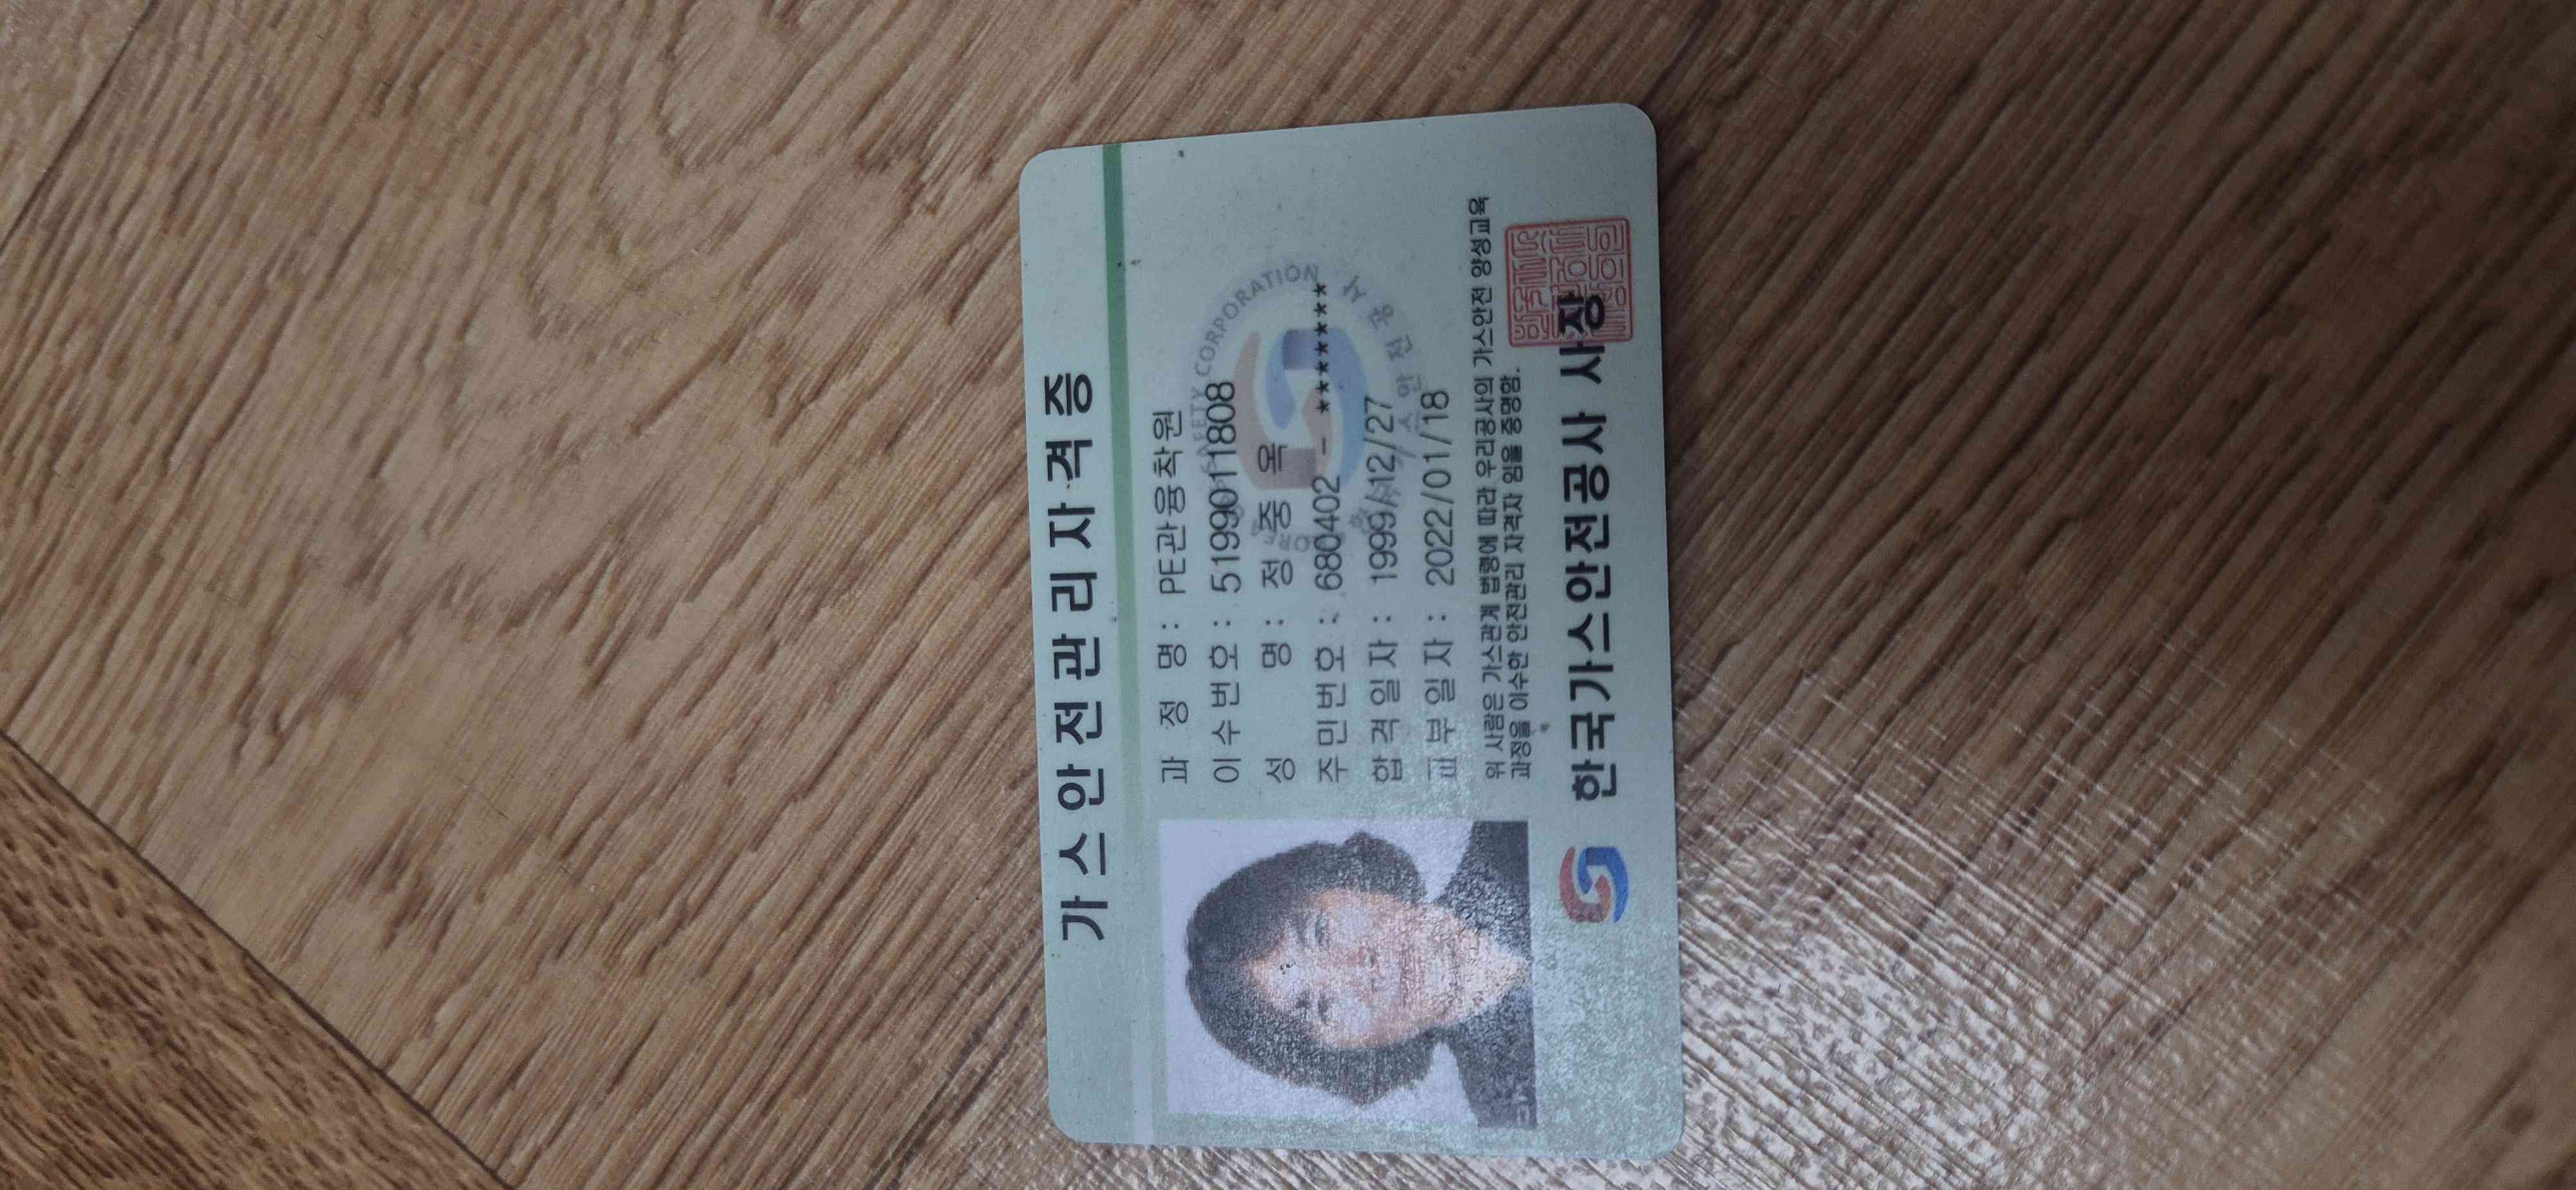 가스안전관리자격증
과 정 명 : PE관융착원
이수번호 : 519990111808
성 명 : 정 중 옥
주민번호 : 680402 - *******
합격일자 : 1999/12/27
교부일자 : 2022/01/18
위 사람은 가스관계 법령에 따라 우리공사의 가스안전 양성교육
과정을 이수한 안전관리 자격자 임을 증명함.
한국가스안전공사 사장
SAFETY CORPORATION